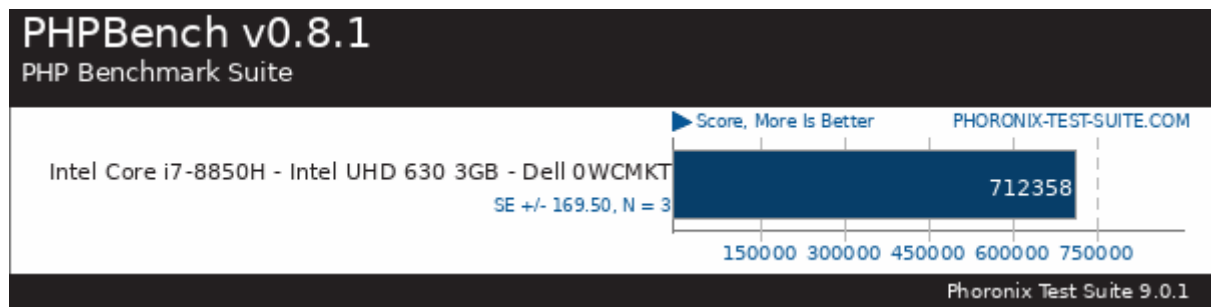 PHPBench v0.8.1
PHP Benchmark Suite
Score, More Is Better PHORONIX-TEST-SUITE.COM
Intel Core i7-8850H - Intel UHD 630 3GB - Dell 0WCMKT
712358
SE +/- 169.50, N = 3
150000 300000 450000 600000 750000
Phoronix Test Suite 9.0.1